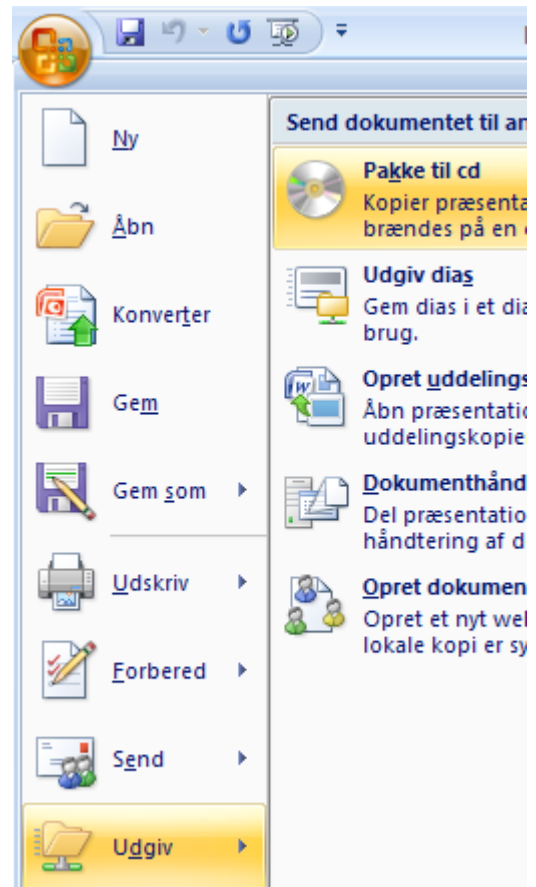 Ny
Åbn
Konverter
Gem
Gem som
Udskriv
Forbered
Send
Udgiv
Send dokumentet til an
Pakke til cd
Kopier præsenta
brændes på en
Udgiv dias
Gem dias i et dia
brug.
Opret uddelings
Åbn præsentatio
uddelingskopie
Dokumenthånd
Del præsentatio
håndtering af d
Opret dokumen
Opret et nyt wel
lokale kopi er sy